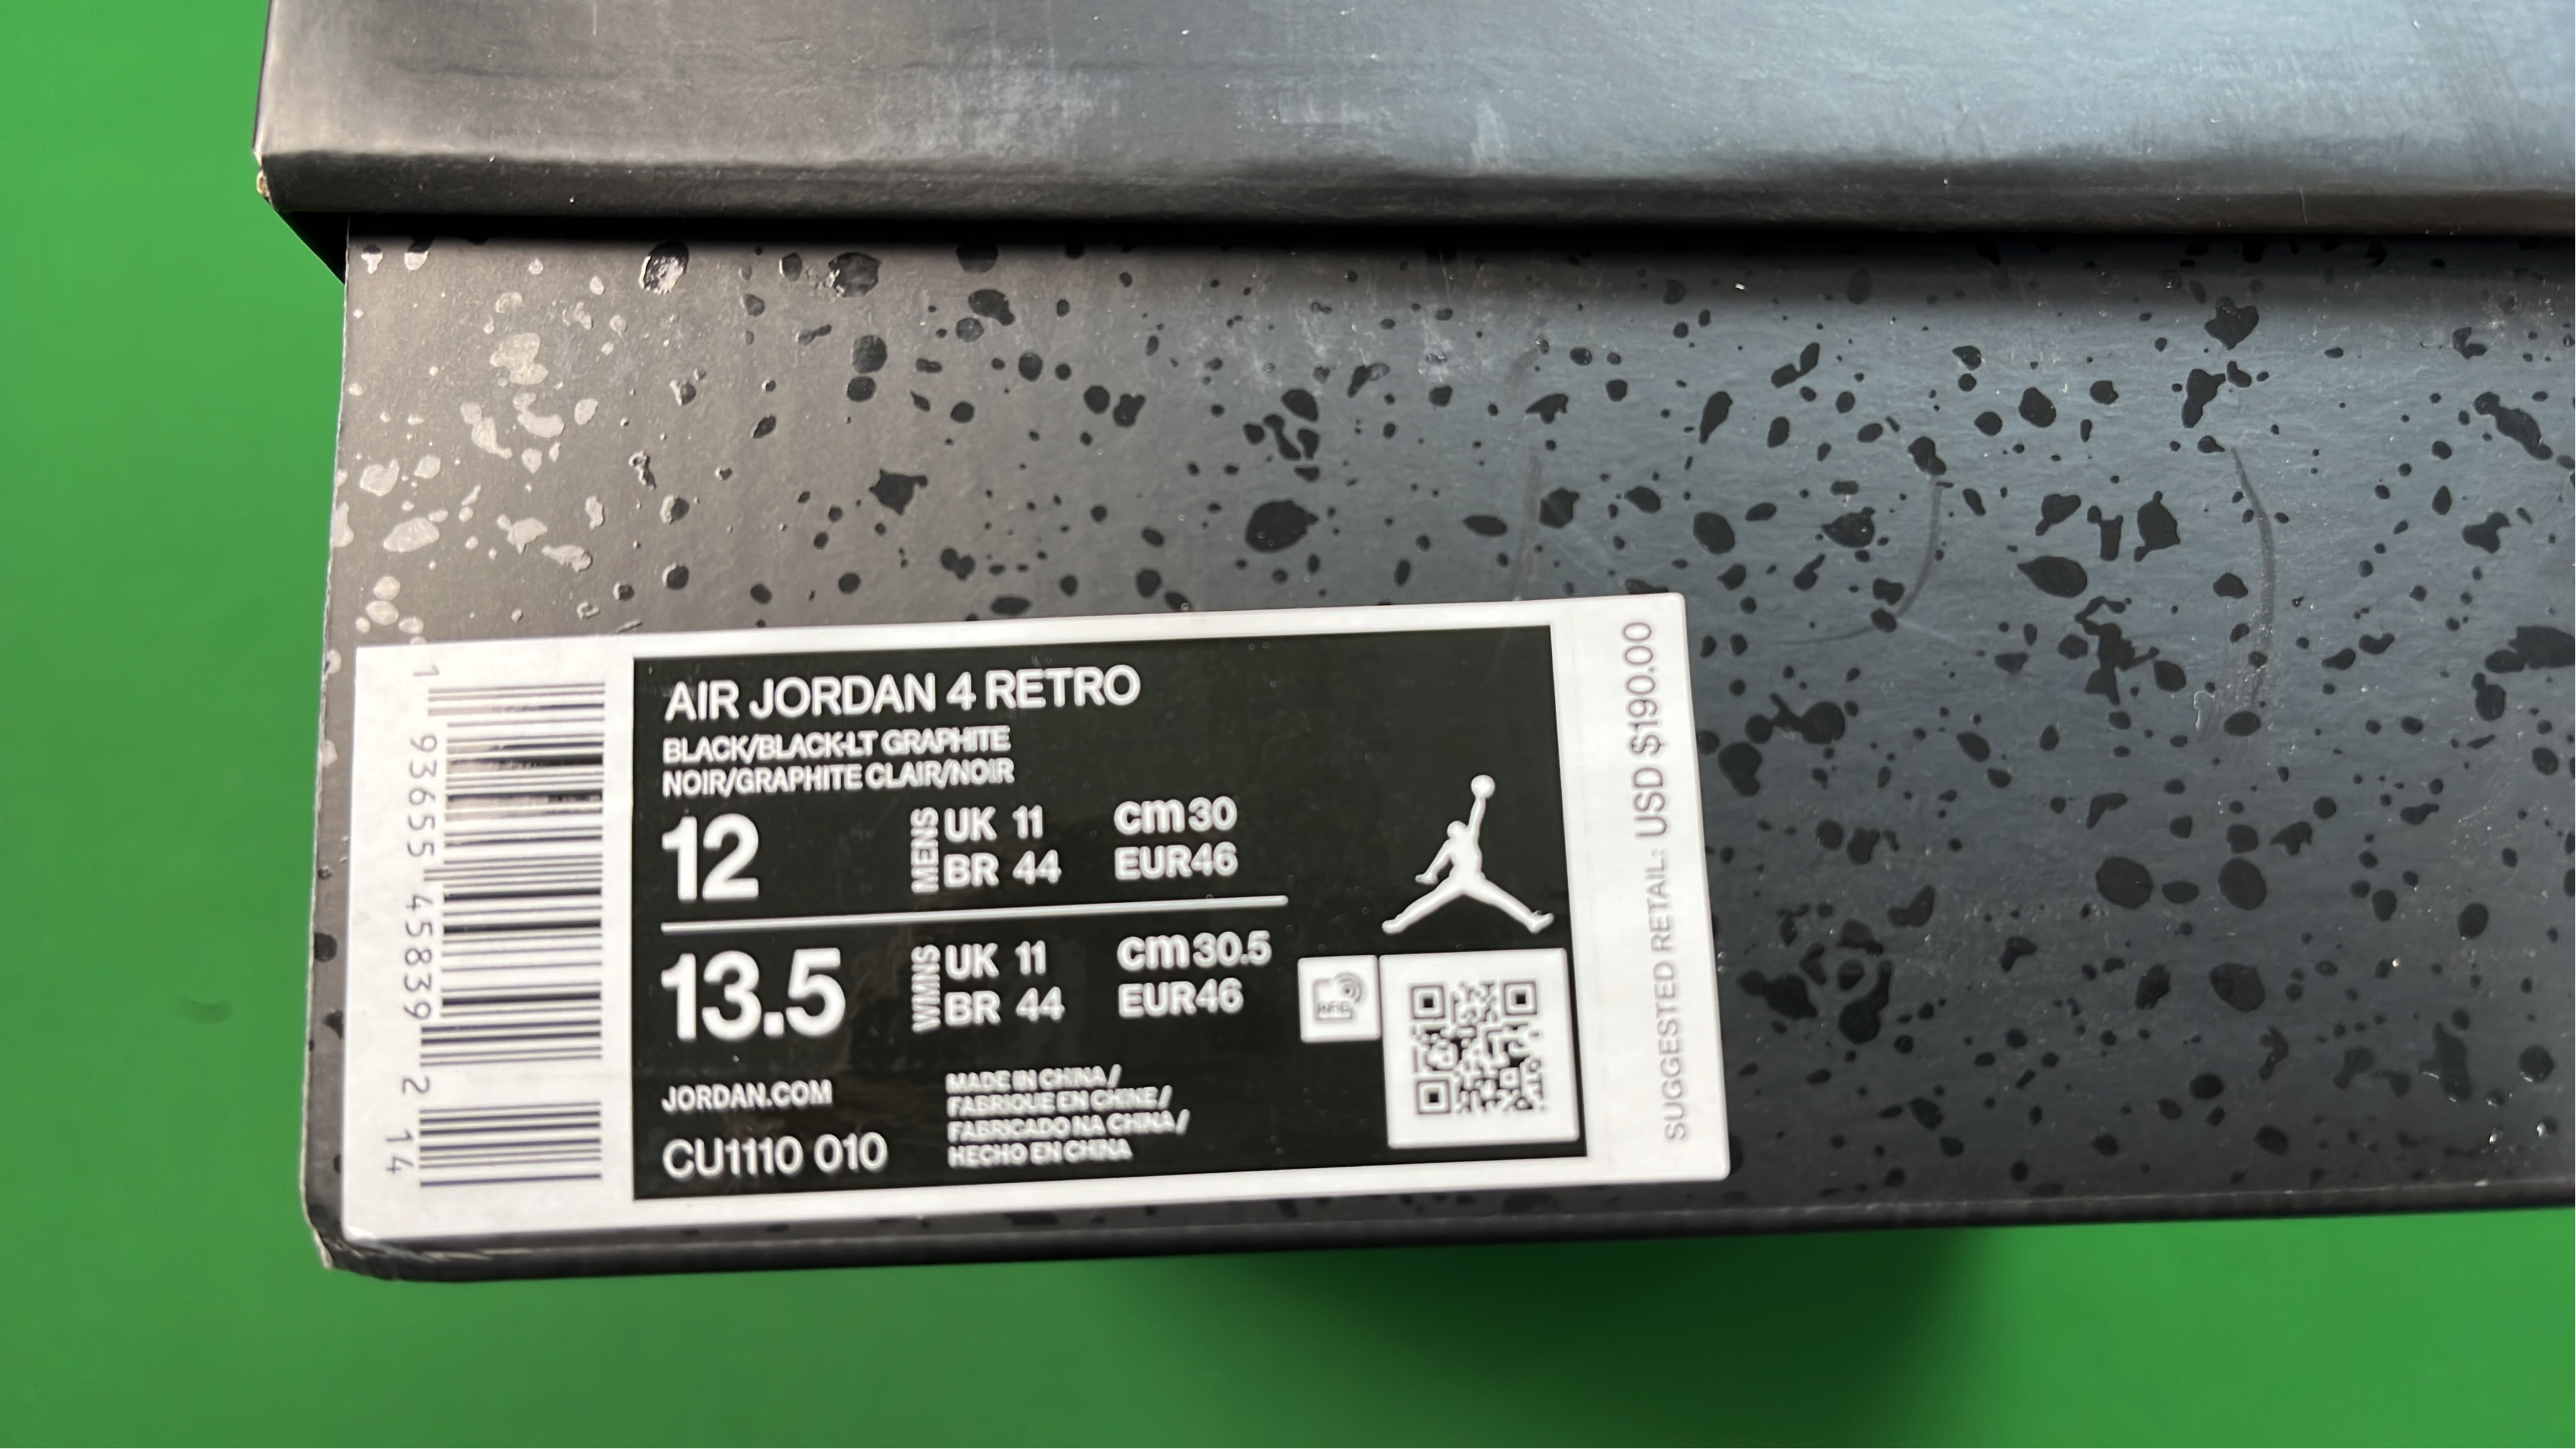 AIR JORDAN 4 RETRO
BLACK/BLACK-LT GRAPHITE
NOIR/GRAPHITE CLAIR/NOIR
12 MENS UK 11 cm 30
BR 44 EUR46
13.5 WMNS UK 11 cm 30.5
BR 44 EUR46
JORDAN.COM
CU1110 010
MADE IN CHINA /
FABRIQUE EN CHINE /
FABRICADO NA CHINA /
HECHO EN CHINA
RFID
1 93655 45839 2 14
SUGGESTED RETAIL: USD $190.00